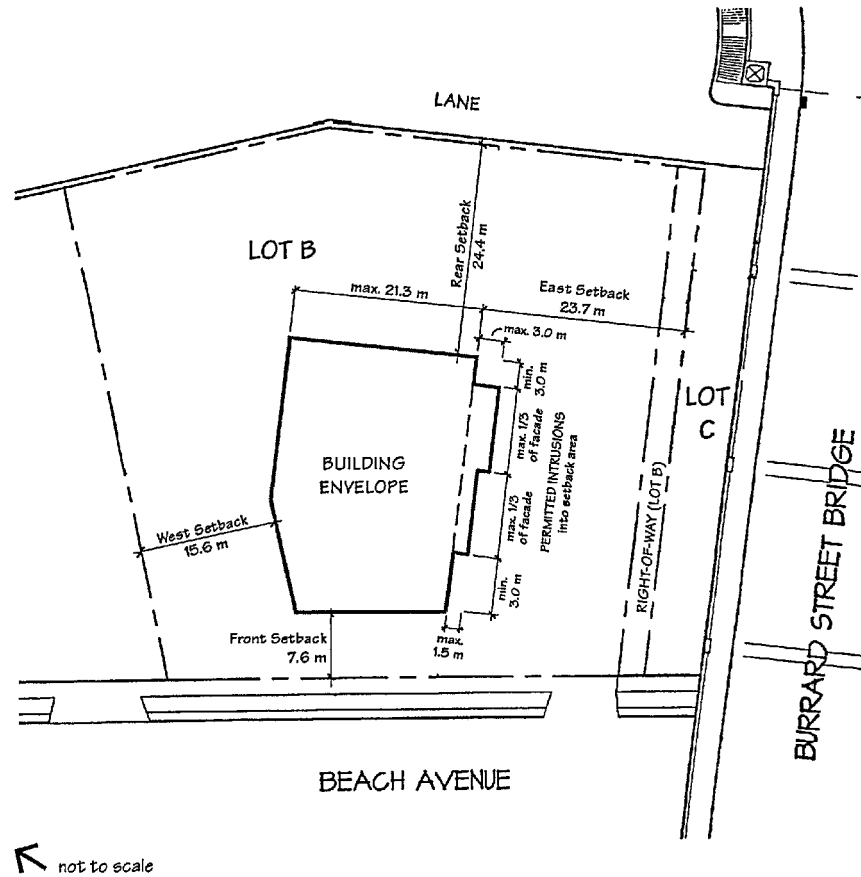 LANE
LOT B
Rear Setback
24.4 m
max. 21.3 m
East Setback
23.7 m
max. 3.0 m
min.
3.0 m
max. 1/3
of facade
max. 1/3
of facade
min.
3.0 m
PERMITTED INTRUSIONS
into setback area
LOT
C
BUILDING
ENVELOPE
West Setback
15.6 m
RIGHT-OF-WAY (LOT B)
BURRARD STREET BRIDGE
Front Setback
7.6 m
max.
1.5 m
BEACH AVENUE
not to scale